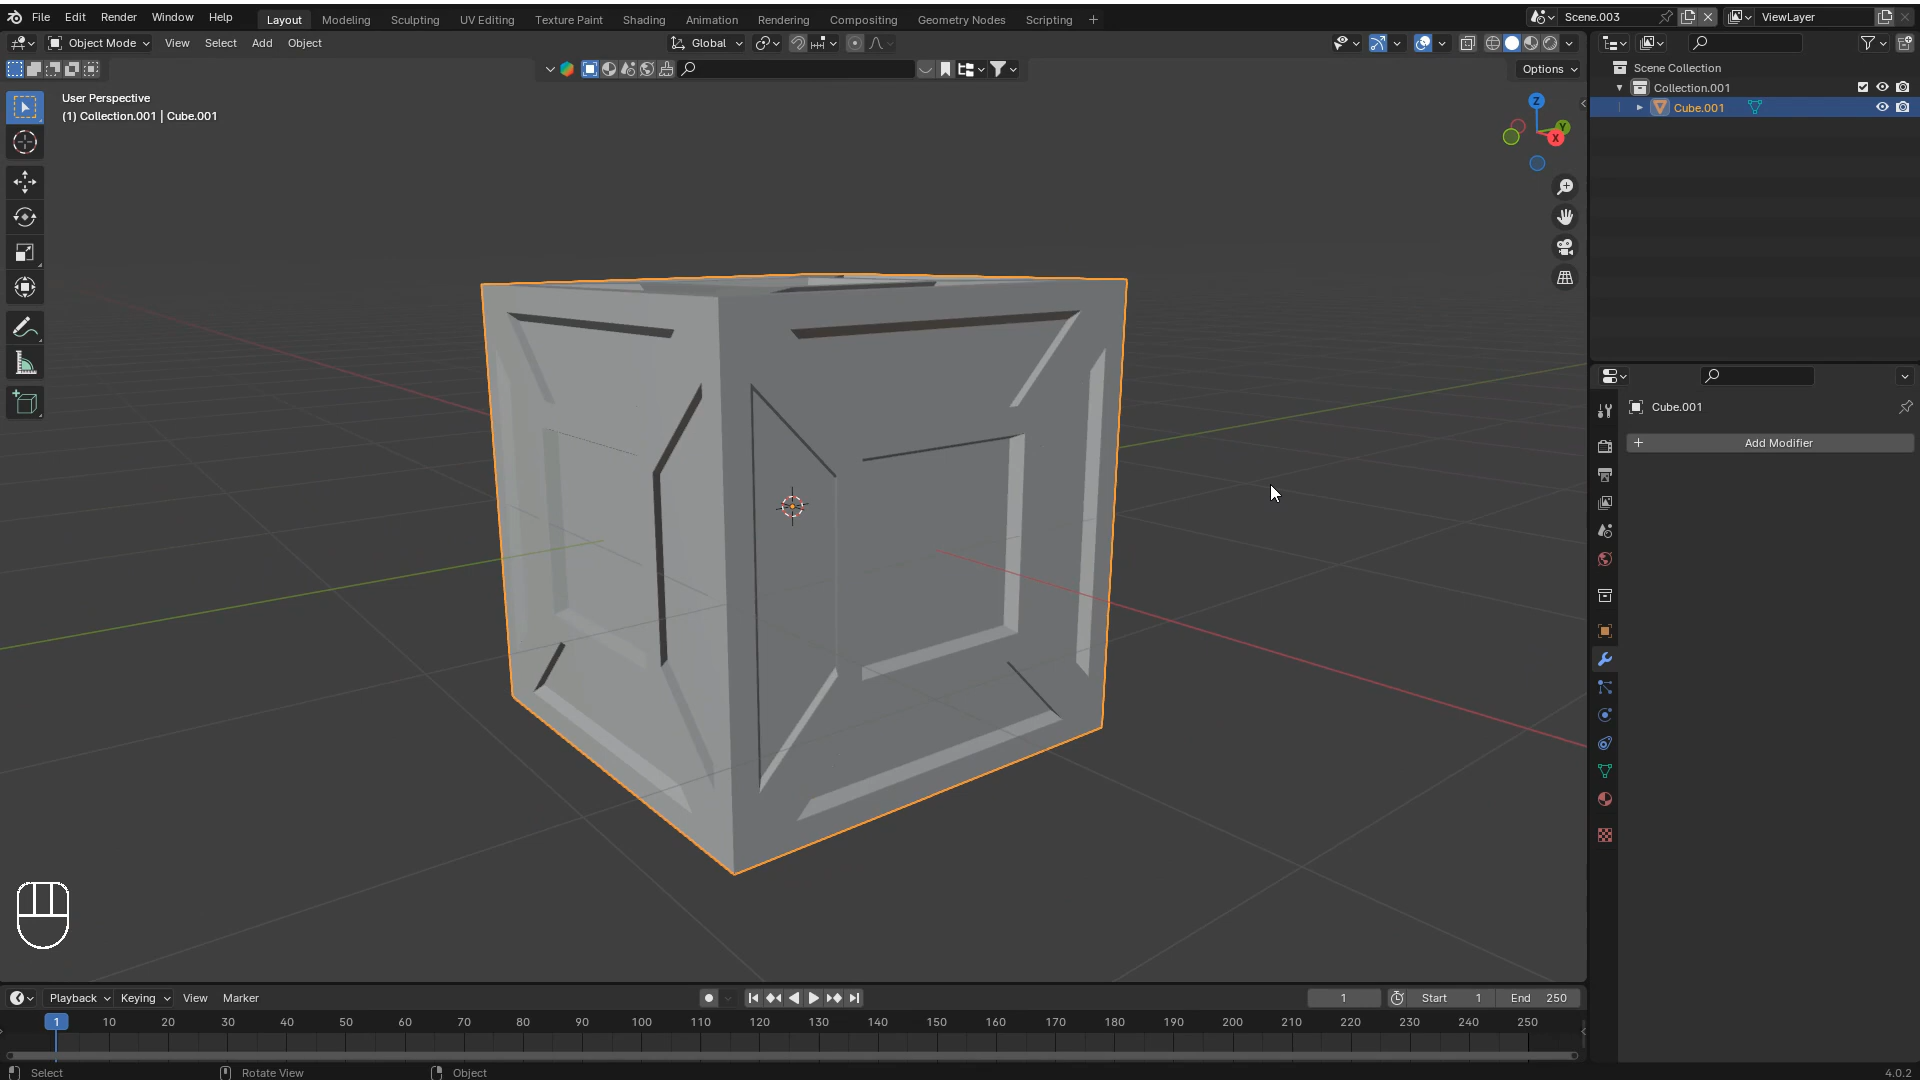 File Edit Render Window Help Layout Modeling Sculpting UV Editing Texture Paint Shading Animation Rendering Compositing Geometry Nodes Scripting + Scene.003 ViewLayer
Object Mode View Select Add Object Global
Options
User Perspective
(1) Collection.001 | Cube.001
Z
Y
X
Scene Collection
Collection.001
Cube.001
Cube.001
+ Add Modifier
Playback Keying View Marker 1 Start 1 End 250
1 10 20 30 40 50 60 70 80 90 100 110 120 130 140 150 160 170 180 190 200 210 220 230 240 250
Select Rotate View Object 4.0.2